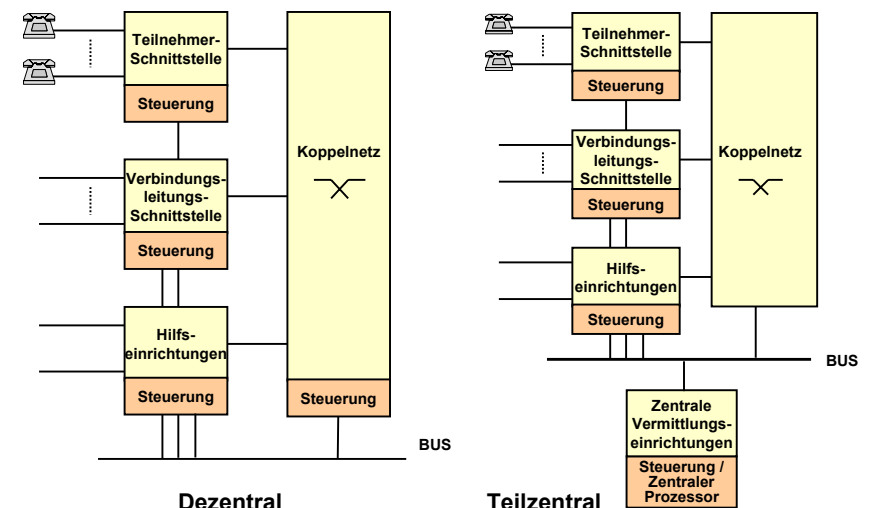 Teilnehmer-
Schnittstelle
Steuerung
Verbindungs-
leitungs-
Schnittstelle
Steuerung
Hilfs-
einrichtungen
Steuerung
Koppelnetz
Steuerung
BUS
Dezentral
Teilnehmer-
Schnittstelle
Steuerung
Verbindungs-
leitungs-
Schnittstelle
Steuerung
Hilfs-
einrichtungen
Steuerung
Koppelnetz
BUS
Zentrale
Vermittlungs-
einrichtungen
Steuerung /
Zentraler
Prozessor
Teilzentral